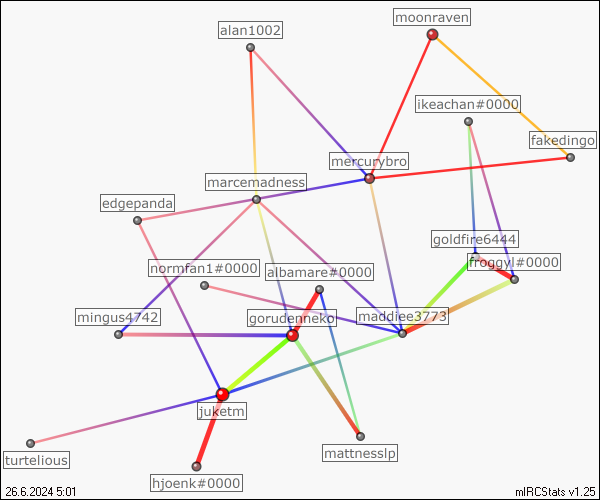 moonraven
alan1002
ikeachan#0000
fakedingo
mercurybro
marcemadness
edgepanda
goldfire6444
froggyl#0000
normfan1#0000
albamare#0000
mingus4742
gorudenneko
maddiee3773
juketm
mattnesslp
turtelious
hjoenk#0000
26.6.2024 5:01
mIRCStats v1.25